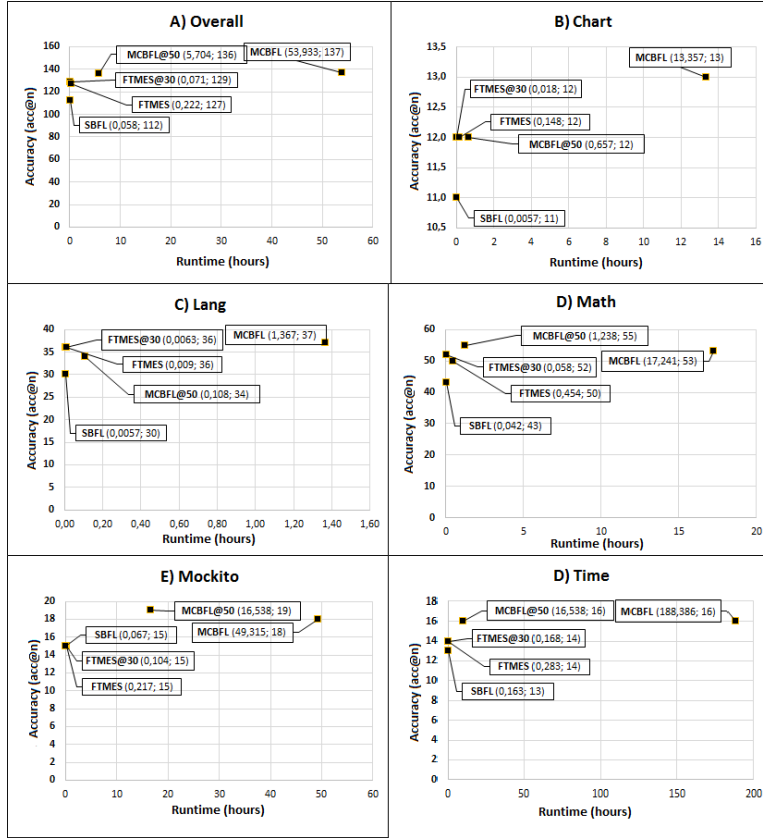 A) Overall
160
140
120
100
80
60
40
20
0
MCBFL@50 (5,704; 136)
MCBFL (53,933; 137)
FTMES@30 (0,071; 129)
FTMES (0,222; 127)
SBFL (0,058; 112)
0 10 20 30 40 50 60
Accuracy (acc@n)
Runtime (hours)
B) Chart
13,5
13,0
12,5
12,0
11,5
11,0
10,5
MCBFL (13,357; 13)
FTMES@30 (0,018; 12)
FTMES (0,148; 12)
MCBFL@50 (0,657; 12)
SBFL (0,0057; 11)
0 2 4 6 8 10 12 14 16
Accuracy (acc@n)
Runtime (hours)
C) Lang
40
35
30
25
20
15
10
5
0
FTMES@30 (0,0063; 36)
MCBFL (1,367; 37)
FTMES (0,009; 36)
MCBFL@50 (0,108; 34)
SBFL (0,0057; 30)
0,00 0,20 0,40 0,60 0,80 1,00 1,20 1,40 1,60
Accuracy (acc@n)
Runtime (hours)
D) Math
60
50
40
30
20
10
0
MCBFL@50 (1,238; 55)
MCBFL (17,241; 53)
FTMES@30 (0,058; 52)
FTMES (0,454; 50)
SBFL (0,042; 43)
0 5 10 15 20
Accuracy (acc@n)
Runtime (hours)
E) Mockito
20
18
16
14
12
10
8
6
4
2
0
MCBFL@50 (16,538; 19)
MCBFL (49,315; 18)
SBFL (0,067; 15)
FTMES@30 (0,104; 15)
FTMES (0,217; 15)
0 10 20 30 40 50 60
Accuracy (acc@n)
Runtime (hours)
D) Time
18
16
14
12
10
8
6
4
2
0
MCBFL@50 (16,538; 16)
MCBFL (188,386; 16)
FTMES@30 (0,168; 14)
FTMES (0,283; 14)
SBFL (0,163; 13)
0 50 100 150 200
Accuracy (acc@n)
Runtime (hours)